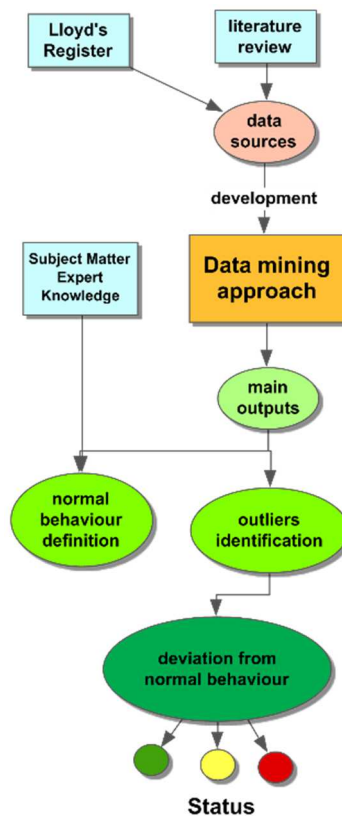 Lloyd's
Register
literature
review
data
sources
development
Data mining
approach
Subject Matter
Expert
Knowledge
main
outputs
normal
behaviour
definition
outliers
identification
deviation from
normal behaviour
Status